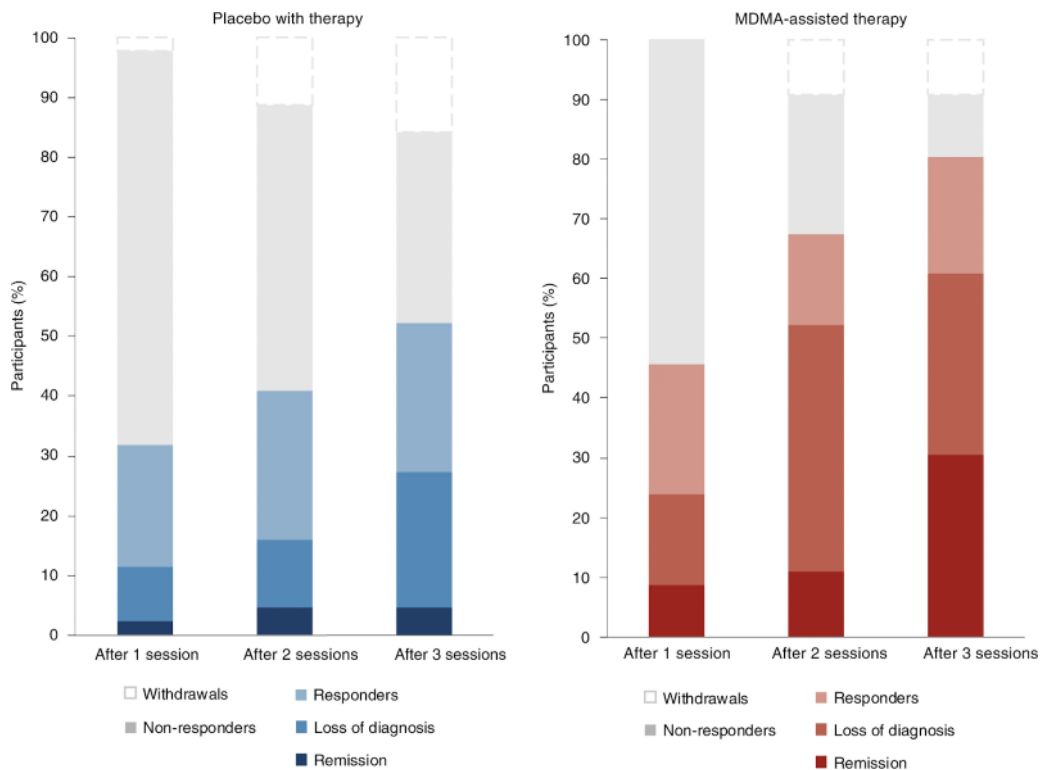 Placebo with therapy
Participants (%)
100
90
80
70
60
50
40
30
20
10
0
After 1 session
After 2 sessions
After 3 sessions
Withdrawals
Responders
Non-responders
Loss of diagnosis
Remission
MDMA-assisted therapy
Participants (%)
100
90
80
70
60
50
40
30
20
10
0
After 1 session
After 2 sessions
After 3 sessions
Withdrawals
Responders
Non-responders
Loss of diagnosis
Remission